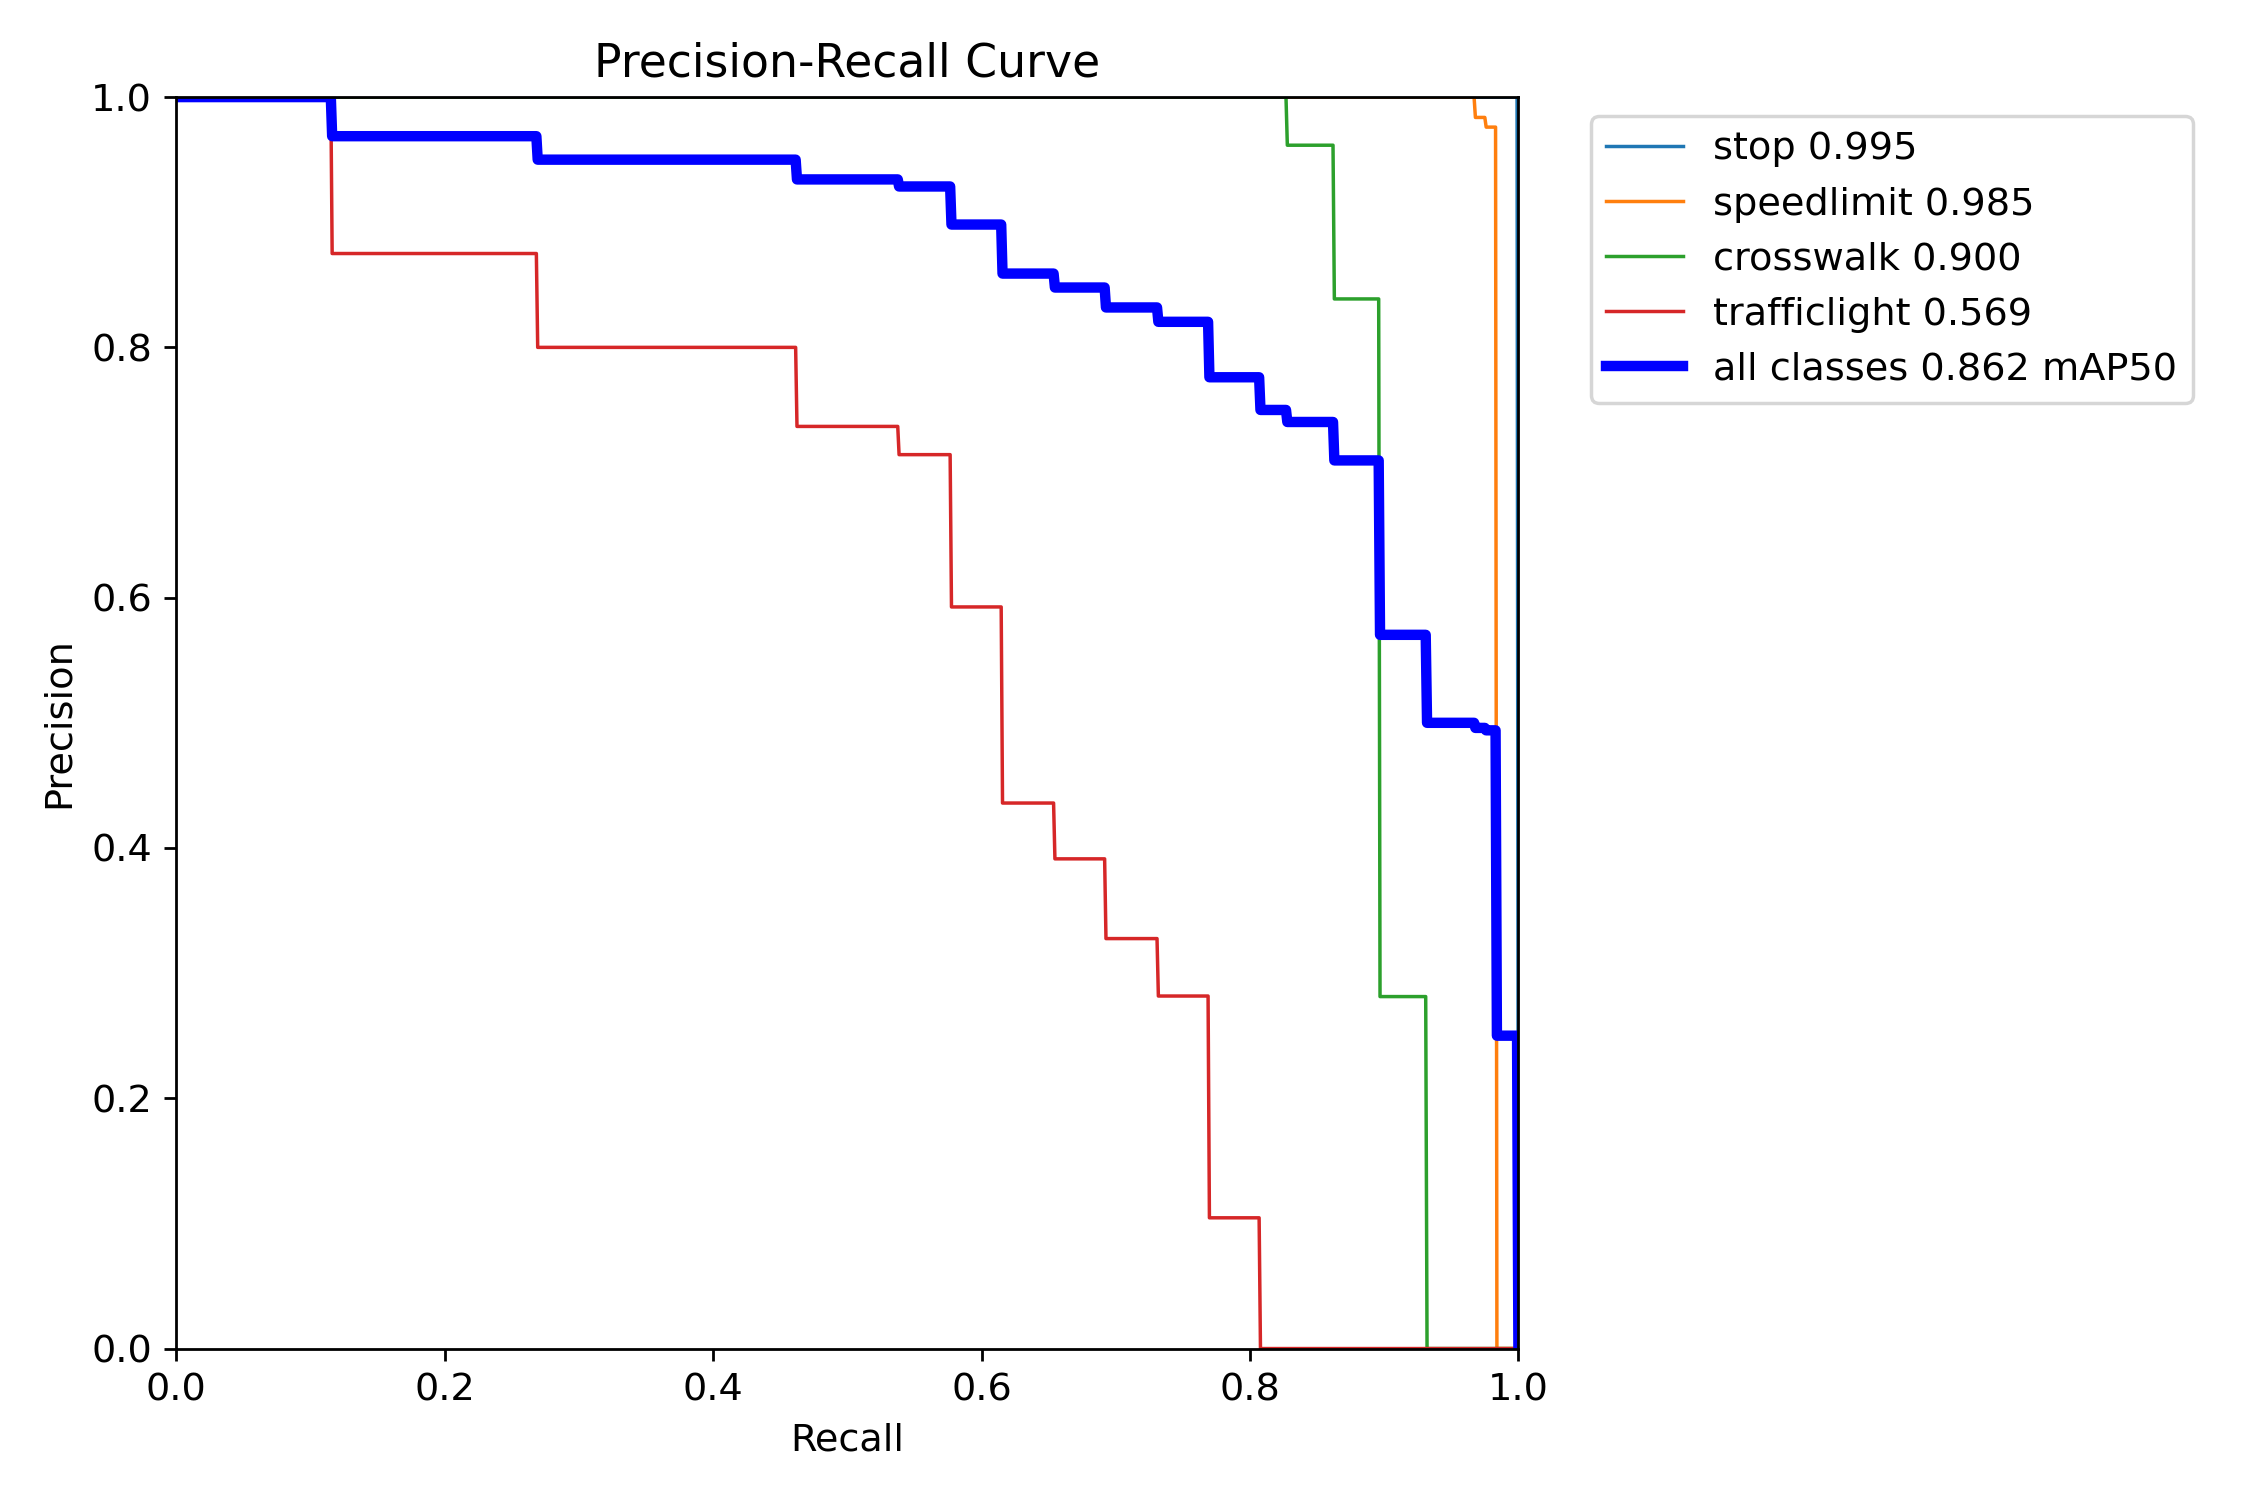 Precision-Recall Curve
1.0
0.8
0.6
0.4
0.2
0.0
Precision
0.0 0.2 0.4 0.6 0.8 1.0
Recall
stop 0.995
speedlimit 0.985
crosswalk 0.900
trafficlight 0.569
all classes 0.862 mAP50